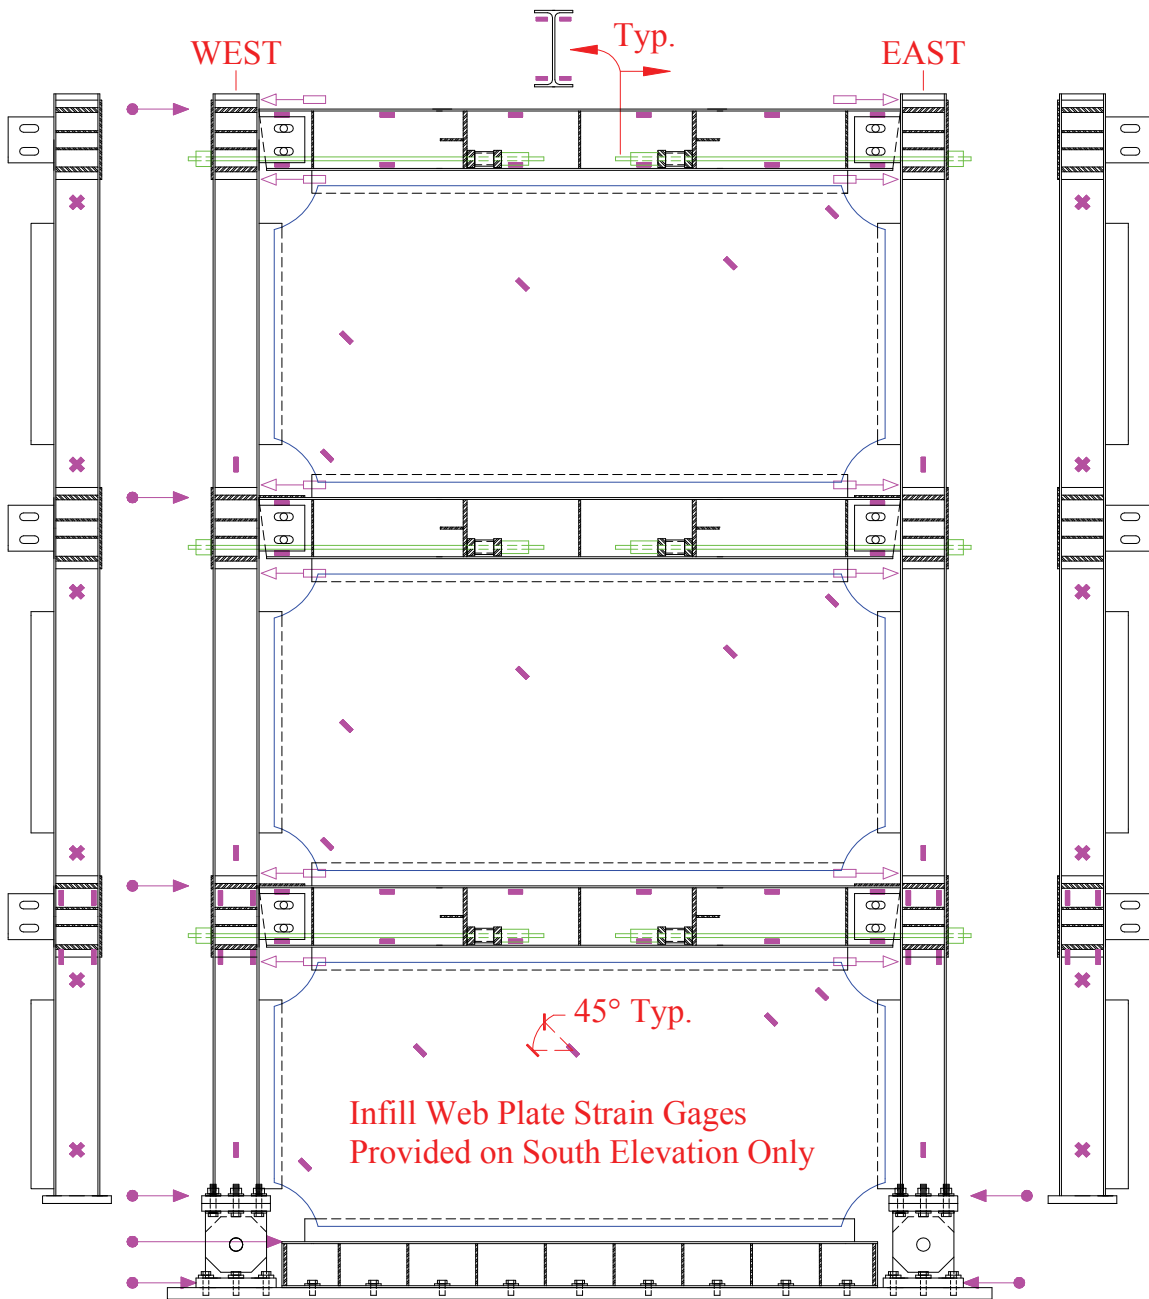 Typ.
WEST
EAST
45° Typ.
Infill Web Plate Strain Gages
Provided on South Elevation Only